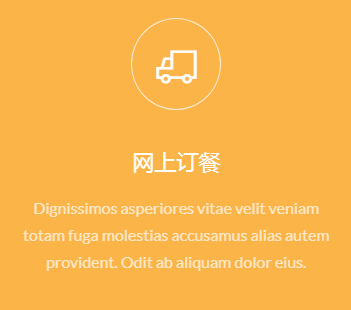 网上订餐
Dignissimos asperiores vitae velit veniam
totam fuga molestias accusamus alias autem
provident. Odit ab aliquam dolor eius.